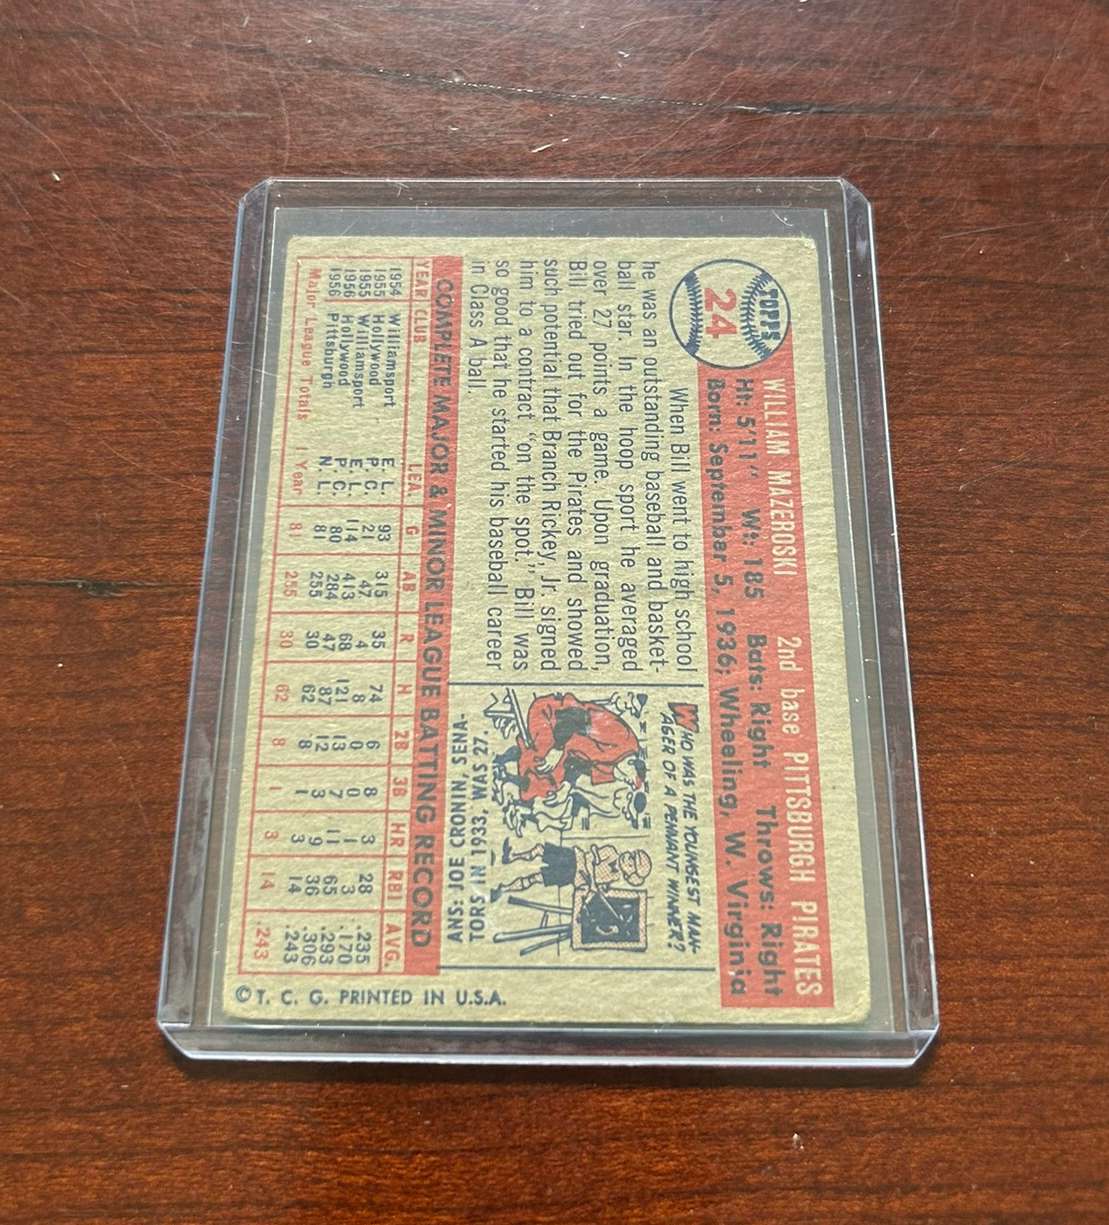 TOPPS
24
WILLIAM MAZEROSKI 2nd base PITTSBURGH PIRATES
Ht: 5'11" Wt: 185 Bats: Right Throws: Right
Born: September 5, 1936; Wheeling, W. Virginia
When Bill went to high school
he was an outstanding baseball and basket-
ball star. In the hoop sport he averaged
over 27 points a game. Upon graduation,
Bill tried out for the Pirates and showed
such potential that Branch Rickey, Jr. signed
him to a contract "on the spot." Bill was
so good that he started his baseball career
in Class A ball.
WHO WAS THE YOUNGEST MAN-
AGER OF A PENNANT WINNER?
ANS: JOE CRONIN, SENA-
TORS IN 1933, WAS 27.
COMPLETE MAJOR & MINOR LEAGUE BATTING RECORD
YEAR CLUB LEA. G AB R H 2B 3B HR RBI AVG.
1954 Williamsport E. L. 93 315 35 74 6 8 3 28 .235
1955 Hollywood P. C. 21 47 4 8 0 0 1 3 .170
1955 Williamsport E. L. 114 413 68 121 13 7 11 65 .293
1956 Hollywood P. C. 80 284 47 87 12 3 9 36 .306
1956 Pittsburgh N. L. 81 255 30 62 8 1 3 14 .243
Major League Totals 1 Year 81 255 30 62 8 1 3 14 .243
© T. C. G. PRINTED IN U.S.A.